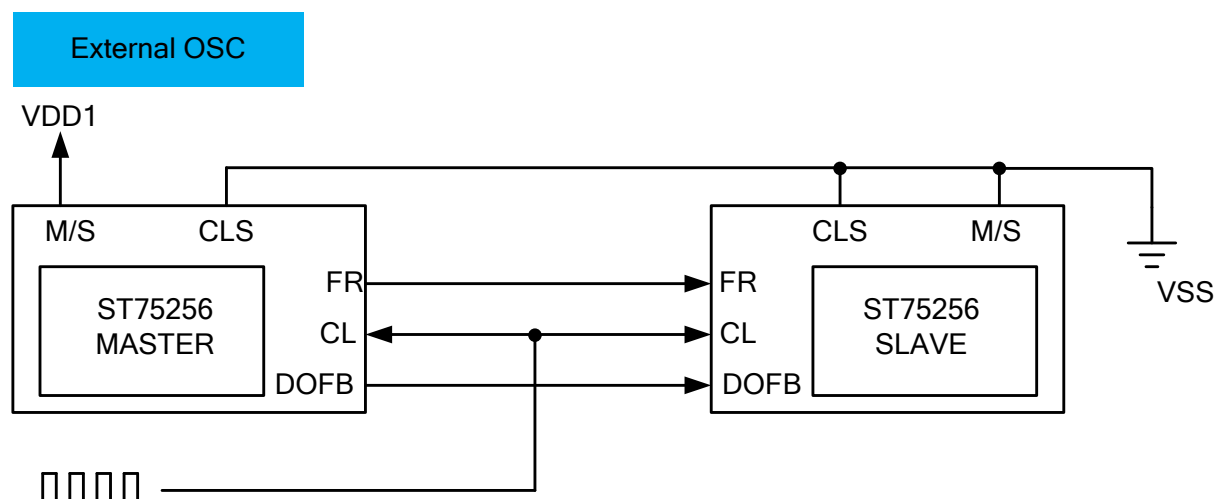 External OSC
VDD1
M/S CLS
CLS M/S
FR
FR
VSS
ST75256
MASTER
ST75256
SLAVE
CL
CL
DOFB
DOFB